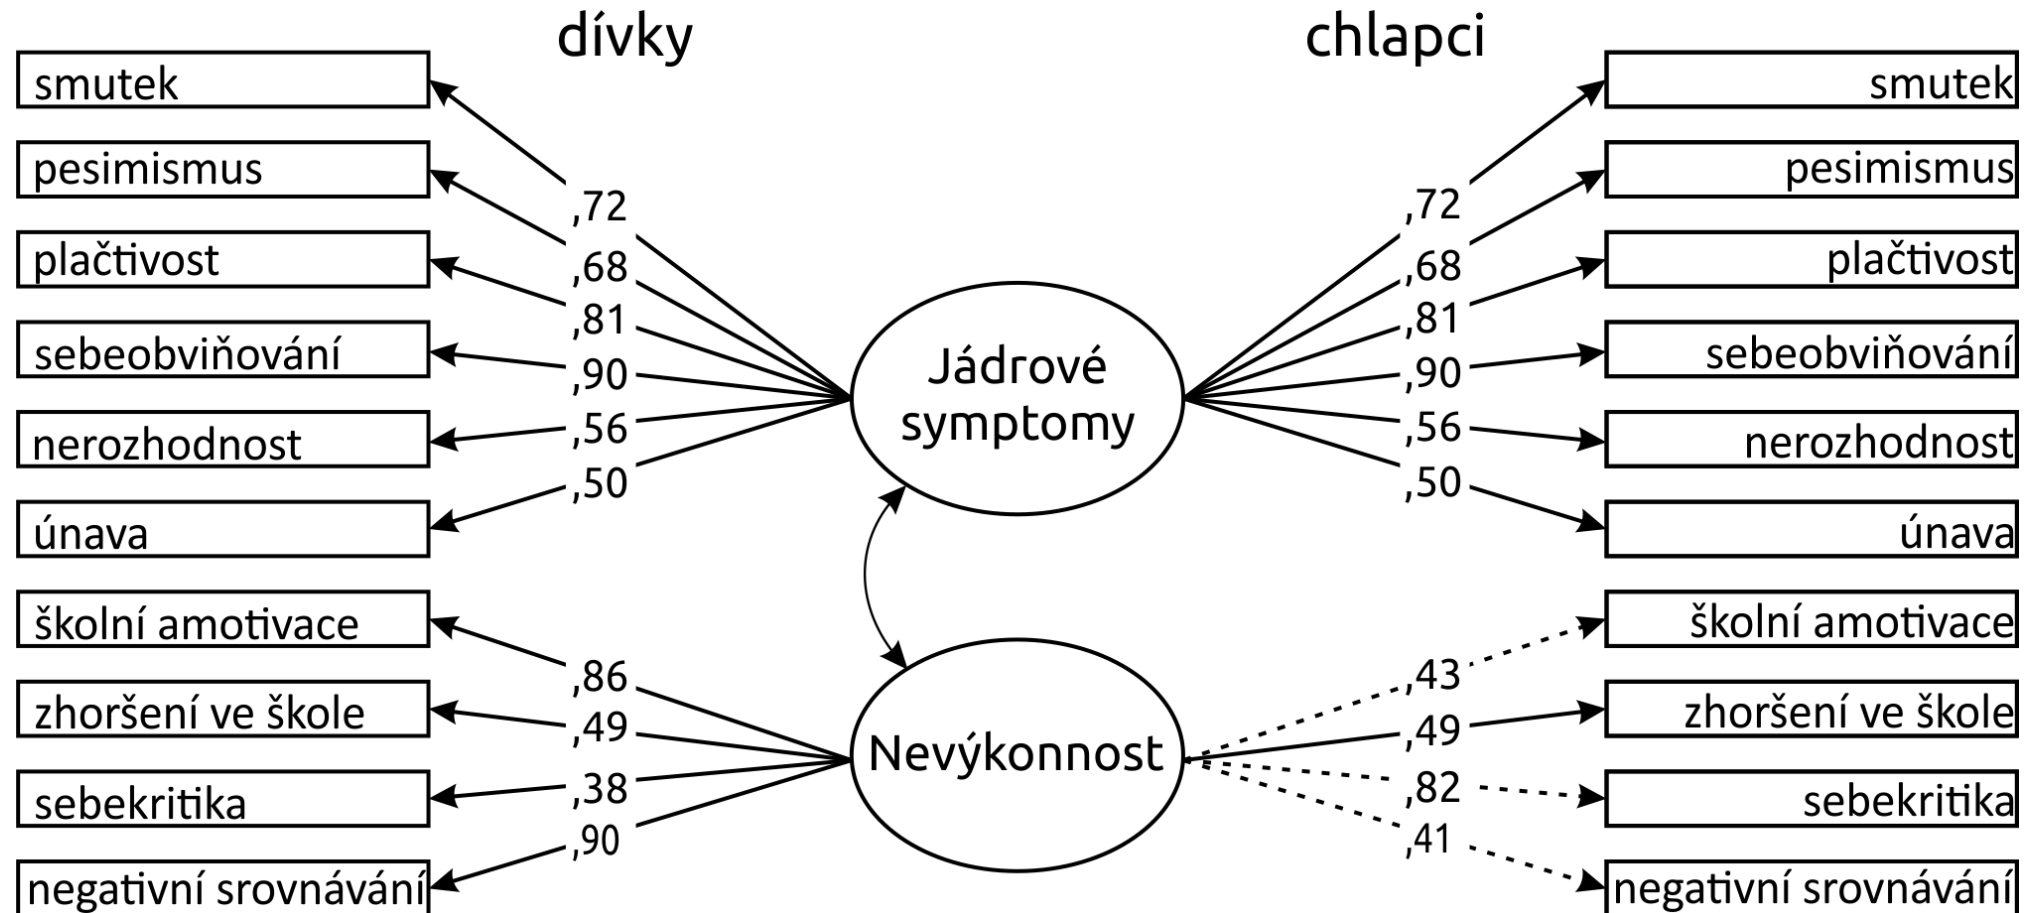 dívky
chlapci
smutek
pesimismus
plačtivost
sebeobviňování
nerozhodnost
únava
školní amotivace
zhoršení ve škole
sebekritika
negativní srovnávání
,72
,68
,81
,90
,56
,50
,86
,49
,38
,90
Jádrové
symptomy
Nevýkonnost
,72
,68
,81
,90
,56
,50
,43
,49
,82
,41
smutek
pesimismus
plačtivost
sebeobviňování
nerozhodnost
únava
školní amotivace
zhoršení ve škole
sebekritika
negativní srovnávání